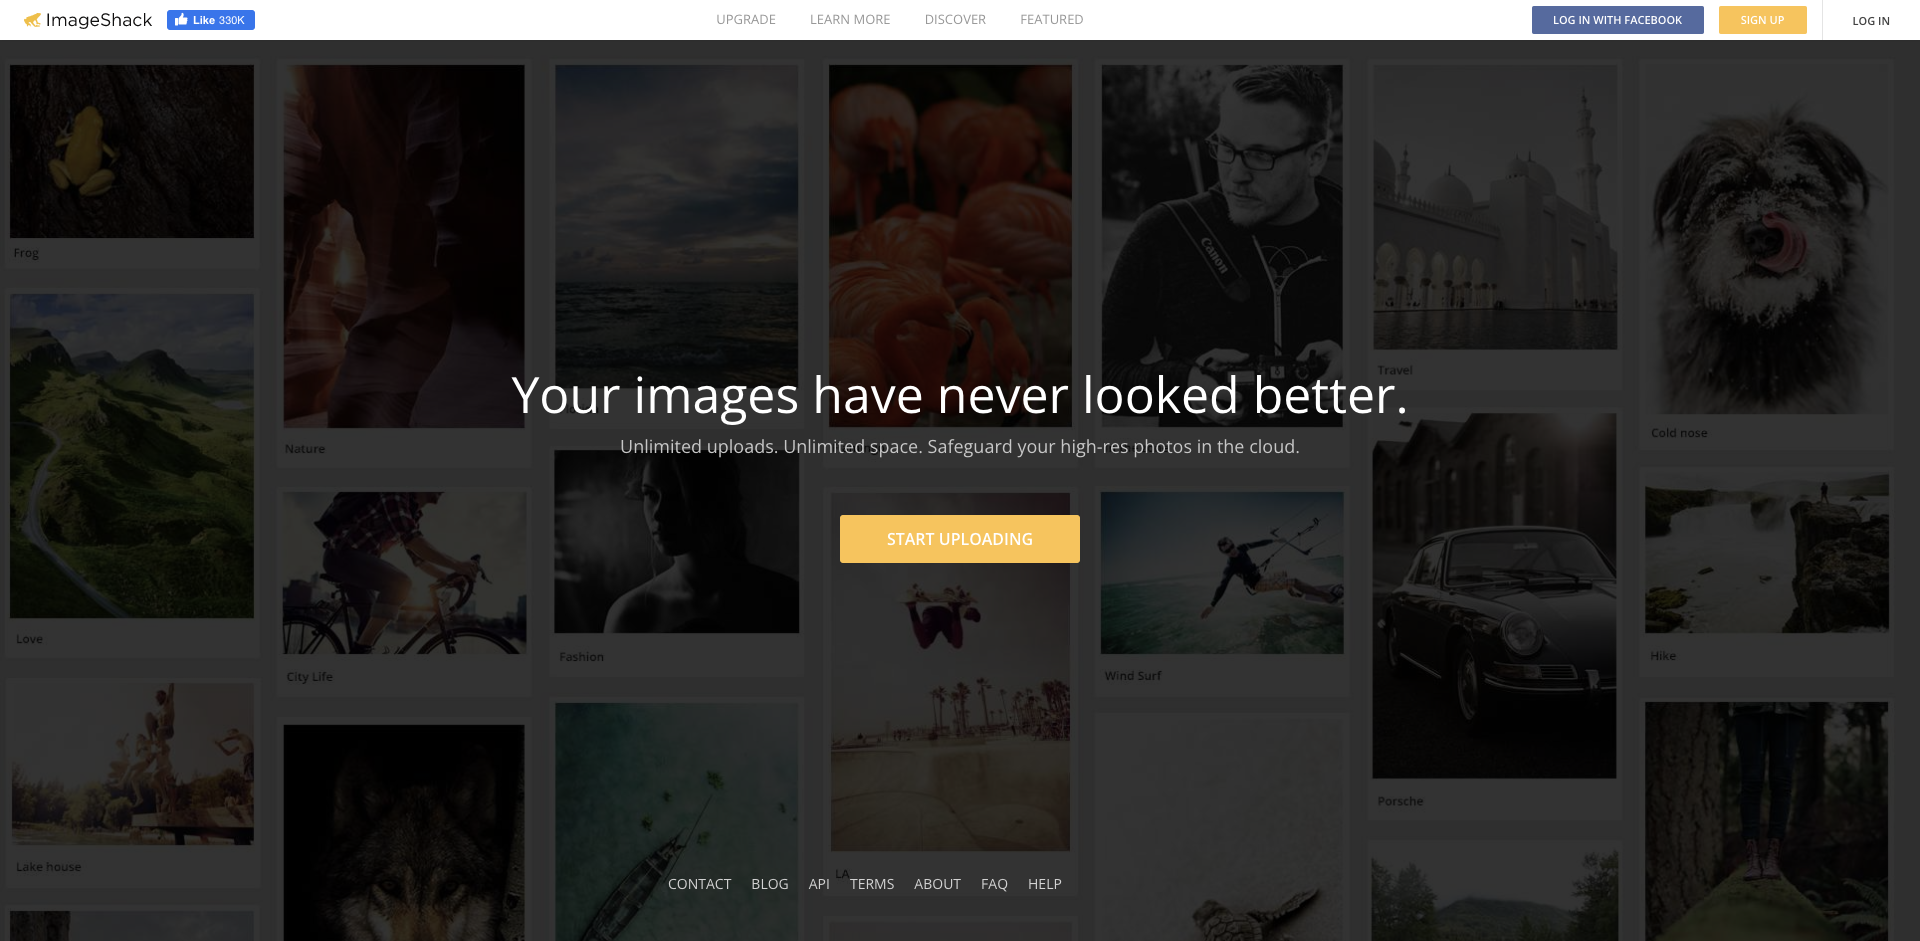 ImageShack
Like 330K
UPGRADE LEARN MORE DISCOVER FEATURED
LOG IN WITH FACEBOOK
SIGN UP
LOG IN
Frog
Canon
Travel
Your images have never looked better.
Cold nose
Nature
Unlimited uploads. Unlimited space. Safeguard your high-res photos in the cloud.
START UPLOADING
Love
Fashion
Hike
City Life
Wind Surf
Porsche
Lake house
LA
CONTACT BLOG API TERMS ABOUT FAQ HELP